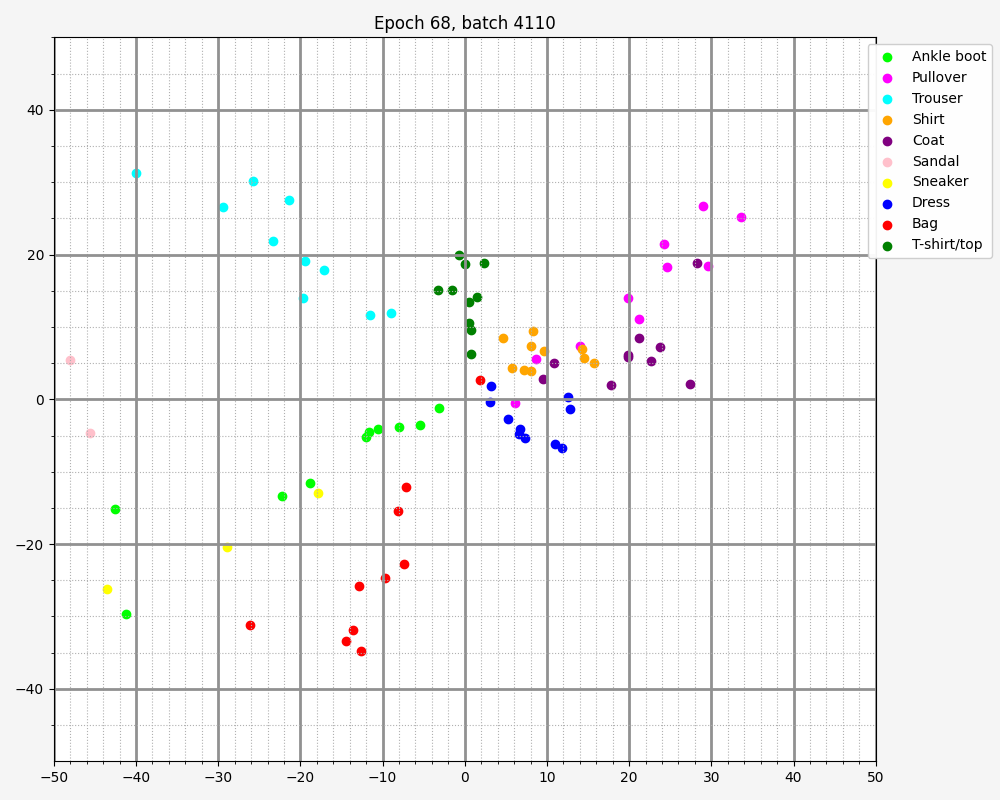 Epoch 68, batch 4110
Ankle boot
Pullover
Trouser
Shirt
Coat
Sandal
Sneaker
Dress
Bag
T-shirt/top
40
20
0
−20
−40
−50 −40 −30 −20 −10 0 10 20 30 40 50